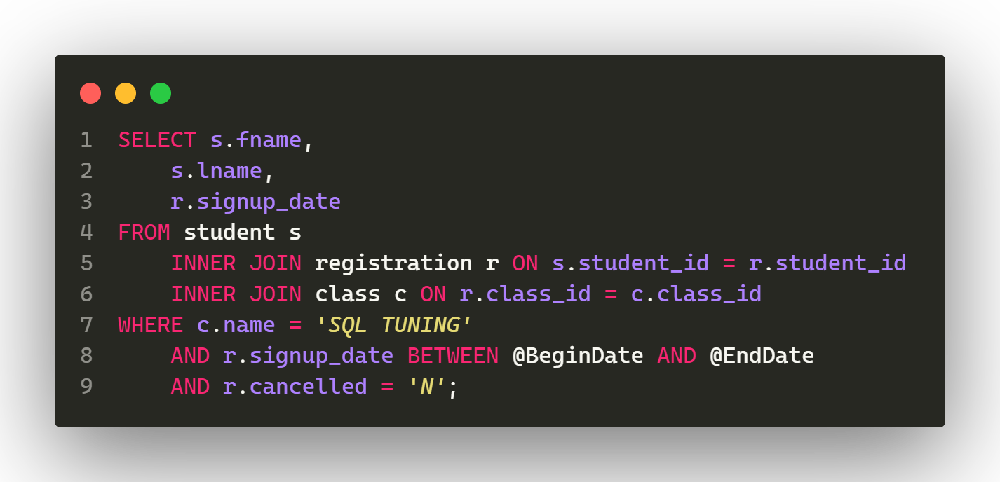 1 SELECT s.fname,
2     s.lname,
3     r.signup_date
4 FROM student s
5     INNER JOIN registration r ON s.student_id = r.student_id
6     INNER JOIN class c ON r.class_id = c.class_id
7 WHERE c.name = 'SQL TUNING'
8     AND r.signup_date BETWEEN @BeginDate AND @EndDate
9     AND r.cancelled = 'N';